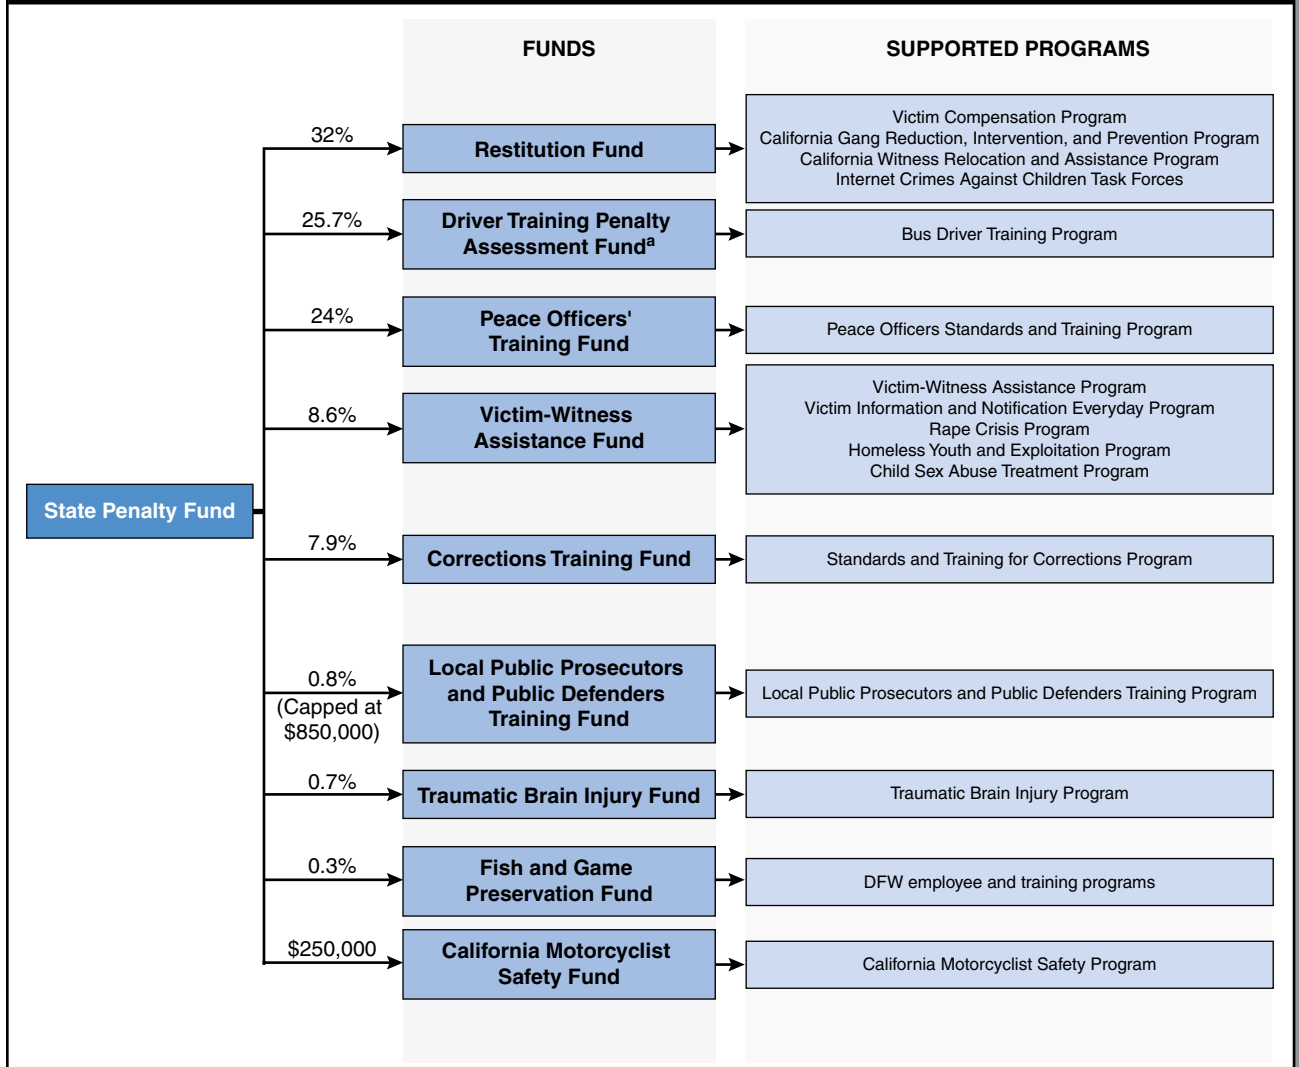 FUNDS
SUPPORTED PROGRAMS
State Penalty Fund
32%
Restitution Fund
Victim Compensation Program
California Gang Reduction, Intervention, and Prevention Program
California Witness Relocation and Assistance Program
Internet Crimes Against Children Task Forces
25.7%
Driver Training Penalty
Assessment Fundᵃ
Bus Driver Training Program
24%
Peace Officers'
Training Fund
Peace Officers Standards and Training Program
8.6%
Victim-Witness
Assistance Fund
Victim-Witness Assistance Program
Victim Information and Notification Everyday Program
Rape Crisis Program
Homeless Youth and Exploitation Program
Child Sex Abuse Treatment Program
7.9%
Corrections Training Fund
Standards and Training for Corrections Program
0.8%
(Capped at
$850,000)
Local Public Prosecutors
and Public Defenders
Training Fund
Local Public Prosecutors and Public Defenders Training Program
0.7%
Traumatic Brain Injury Fund
Traumatic Brain Injury Program
0.3%
Fish and Game
Preservation Fund
DFW employee and training programs
$250,000
California Motorcyclist
Safety Fund
California Motorcyclist Safety Program